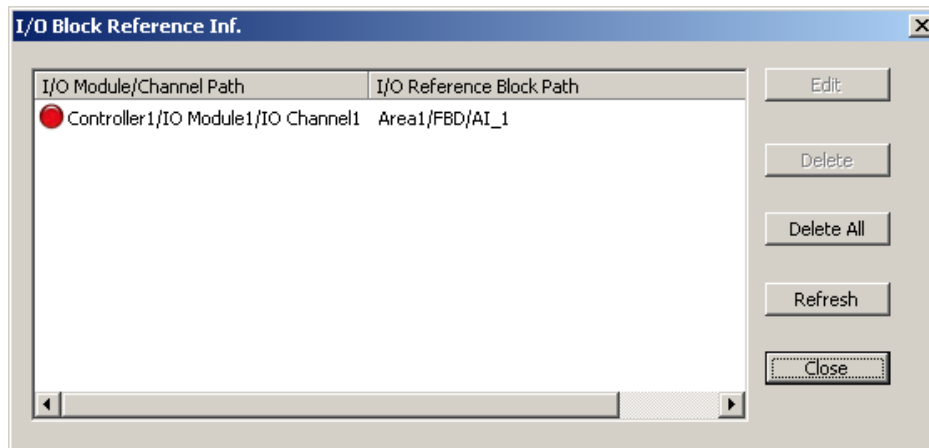 I/O Block Reference Inf.
I/O Module/Channel Path I/O Reference Block Path
Controller1/IO Module1/IO Channel1 Area1/FBD/AI_1
Edit
Delete
Delete All
Refresh
Close